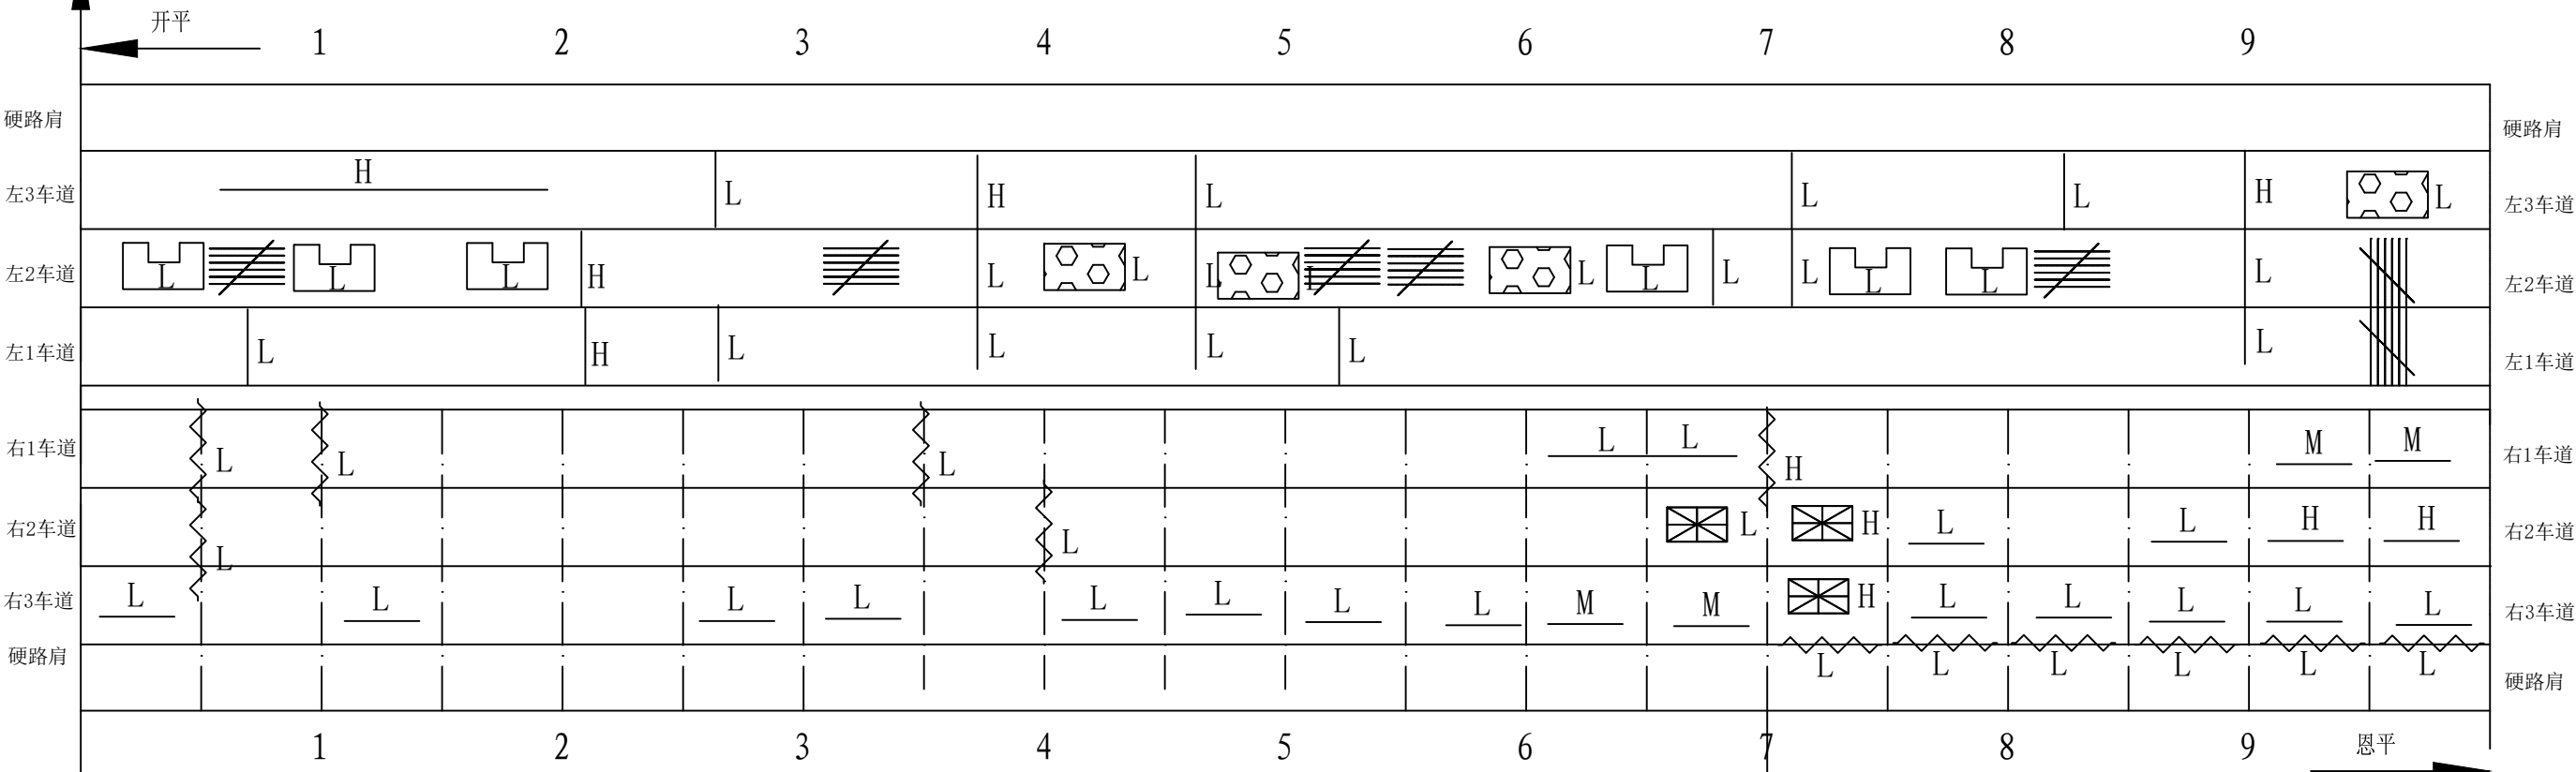 开平
1 2 3 4 5 6 7 8 9
硬路肩 硬路肩
左3车道 H L H L L L H L 左3车道
左2车道 L L L H L L L L L L L L L L L 左2车道
左1车道 L H L L L L L 左1车道
右1车道 L L L L L H M M 右1车道
右2车道 L L L H L L H H 右2车道
右3车道 L L L L L L L L M M H L L L L L 右3车道
硬路肩 L L L L L L 硬路肩
1 2 3 4 5 6 7 8 9 恩平